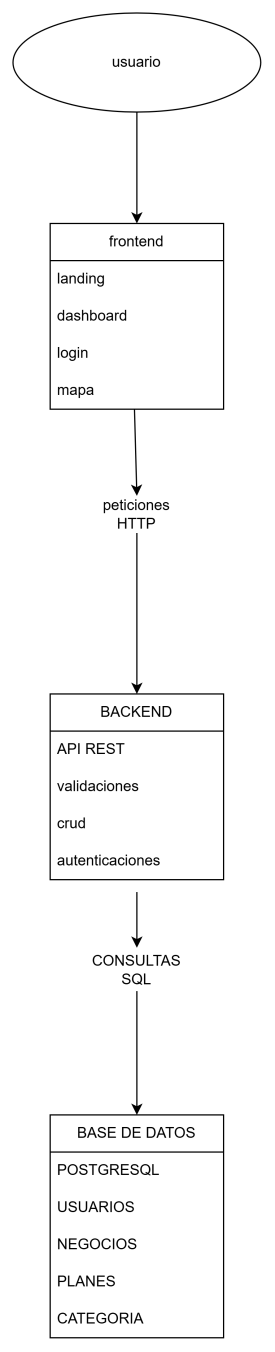 usuario
frontend
landing
dashboard
login
mapa
peticiones
HTTP
BACKEND
API REST
validaciones
crud
autenticaciones
CONSULTAS
SQL
BASE DE DATOS
POSTGRESQL
USUARIOS
NEGOCIOS
PLANES
CATEGORIA